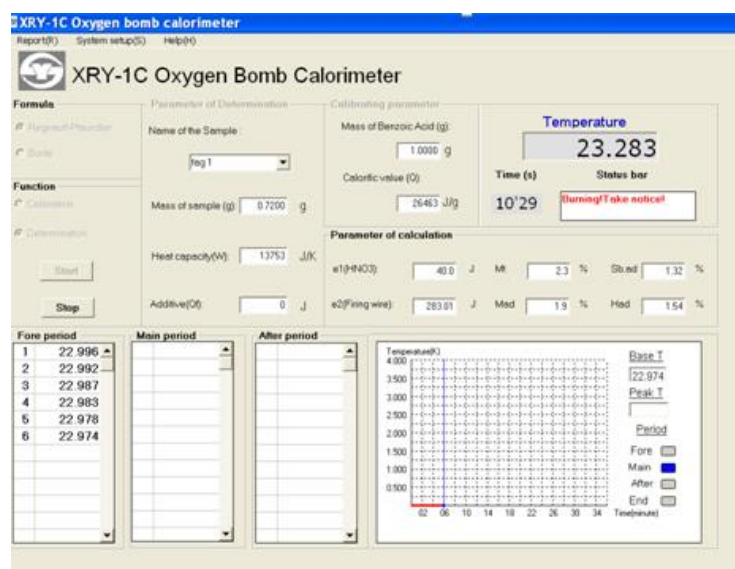 XRY-1C Oxygen bomb calorimeter
Report(R) System setup(S) Help(H)
XRY-1C Oxygen Bomb Calorimeter
Formula
Regnault-Pfaundler
Bunte
Function
Calibration
Determination
Start
Stop
Parameter of Determination
Name of the Sample :
Mass of sample (g): 0.7200 g
Heat capacity(W): 13753 J/K
Additive(Qf): 0 J
Calibrating parameter
Mass of Benzoic Acid (g):
1.0000 g
Calorific value (Q):
26463 J/g
Temperature
23.283
Time (s) Status bar
10'29 Burning!Take notice!
Parameter of calculation
e1(HNO3): 40.0 J Mt: 2.3 % St.ad 1.32 %
e2(Firing wire): 283.01 J Mad 1.9 % Had 1.54 %
Fore period
1 22.996
2 22.992
3 22.987
4 22.983
5 22.978
6 22.974
Main period
After period
Temperature(K)
4.000
3.500
3.000
2.500
2.000
1.500
1.000
0.500
02 06 10 14 18 22 26 30 34 Time(minute)
Base T
22.974
Peak T
Period
Fore
Main
After
End